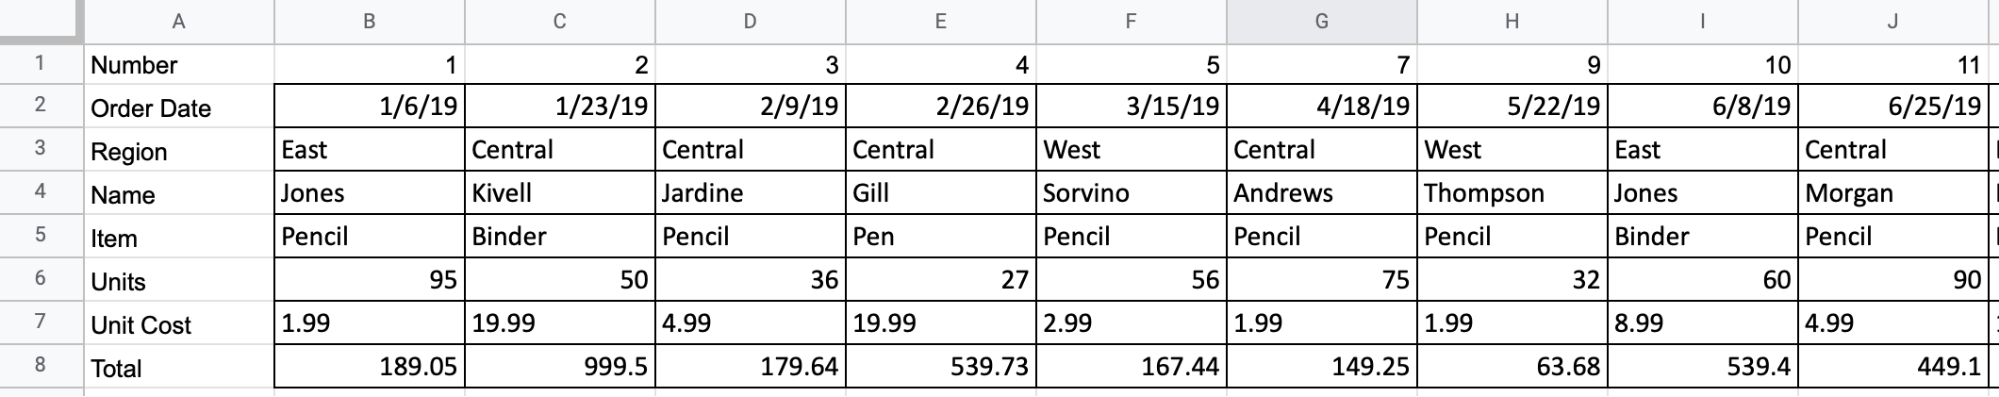 A B C D E F G H I J
1 Number 1 2 3 4 5 7 9 10 11
2 Order Date 1/6/19 1/23/19 2/9/19 2/26/19 3/15/19 4/18/19 5/22/19 6/8/19 6/25/19
3 Region East Central Central Central West Central West East Central
4 Name Jones Kivell Jardine Gill Sorvino Andrews Thompson Jones Morgan
5 Item Pencil Binder Pencil Pen Pencil Pencil Pencil Binder Pencil
6 Units 95 50 36 27 56 75 32 60 90
7 Unit Cost 1.99 19.99 4.99 19.99 2.99 1.99 1.99 8.99 4.99
8 Total 189.05 999.5 179.64 539.73 167.44 149.25 63.68 539.4 449.1